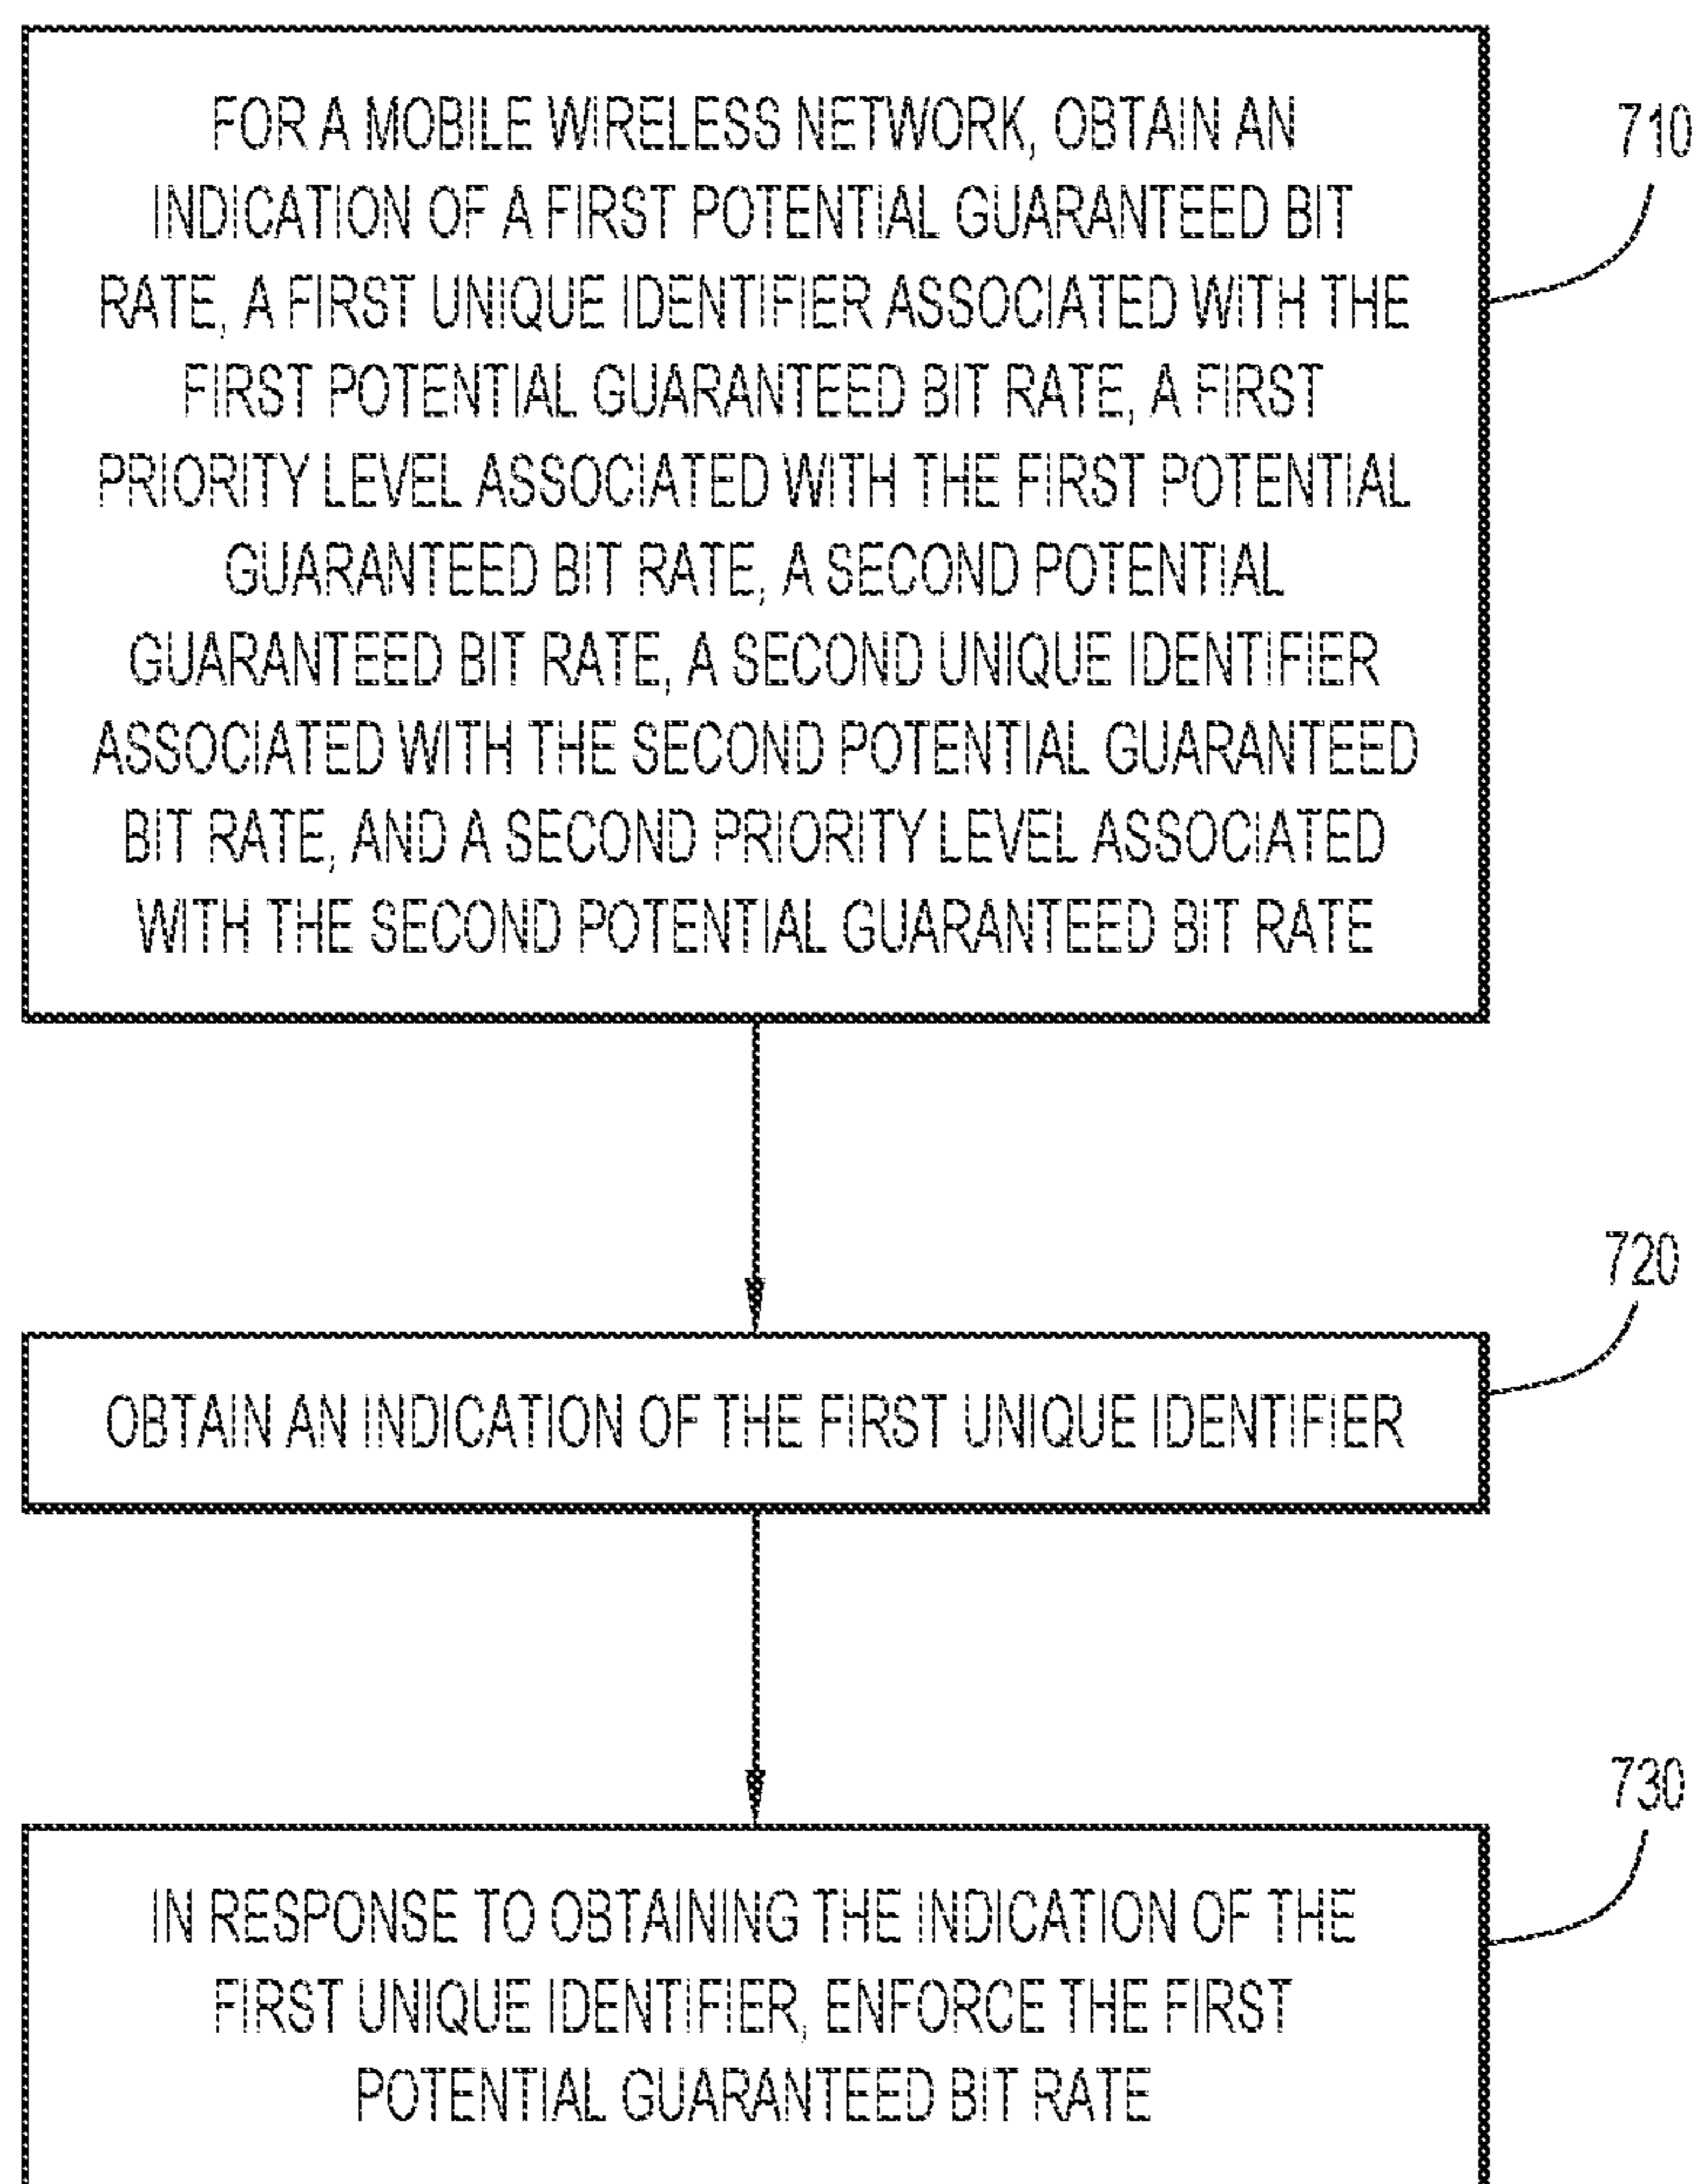 FOR A MOBILE WIRELESS NETWORK, OBTAIN AN
INDICATION OF A FIRST POTENTIAL GUARANTEED BIT
RATE, A FIRST UNIQUE IDENTIFIER ASSOCIATED WITH THE
FIRST POTENTIAL GUARANTEED BIT RATE, A FIRST
PRIORITY LEVEL ASSOCIATED WITH THE FIRST POTENTIAL
GUARANTEED BIT RATE, A SECOND POTENTIAL
GUARANTEED BIT RATE, A SECOND UNIQUE IDENTIFIER
ASSOCIATED WITH THE SECOND POTENTIAL GUARANTEED
BIT RATE, AND A SECOND PRIORITY LEVEL ASSOCIATED
WITH THE SECOND POTENTIAL GUARANTEED BIT RATE
710
720
OBTAIN AN INDICATION OF THE FIRST UNIQUE IDENTIFIER
730
IN RESPONSE TO OBTAINING THE INDICATION OF THE
FIRST UNIQUE IDENTIFIER, ENFORCE THE FIRST
POTENTIAL GUARANTEED BIT RATE